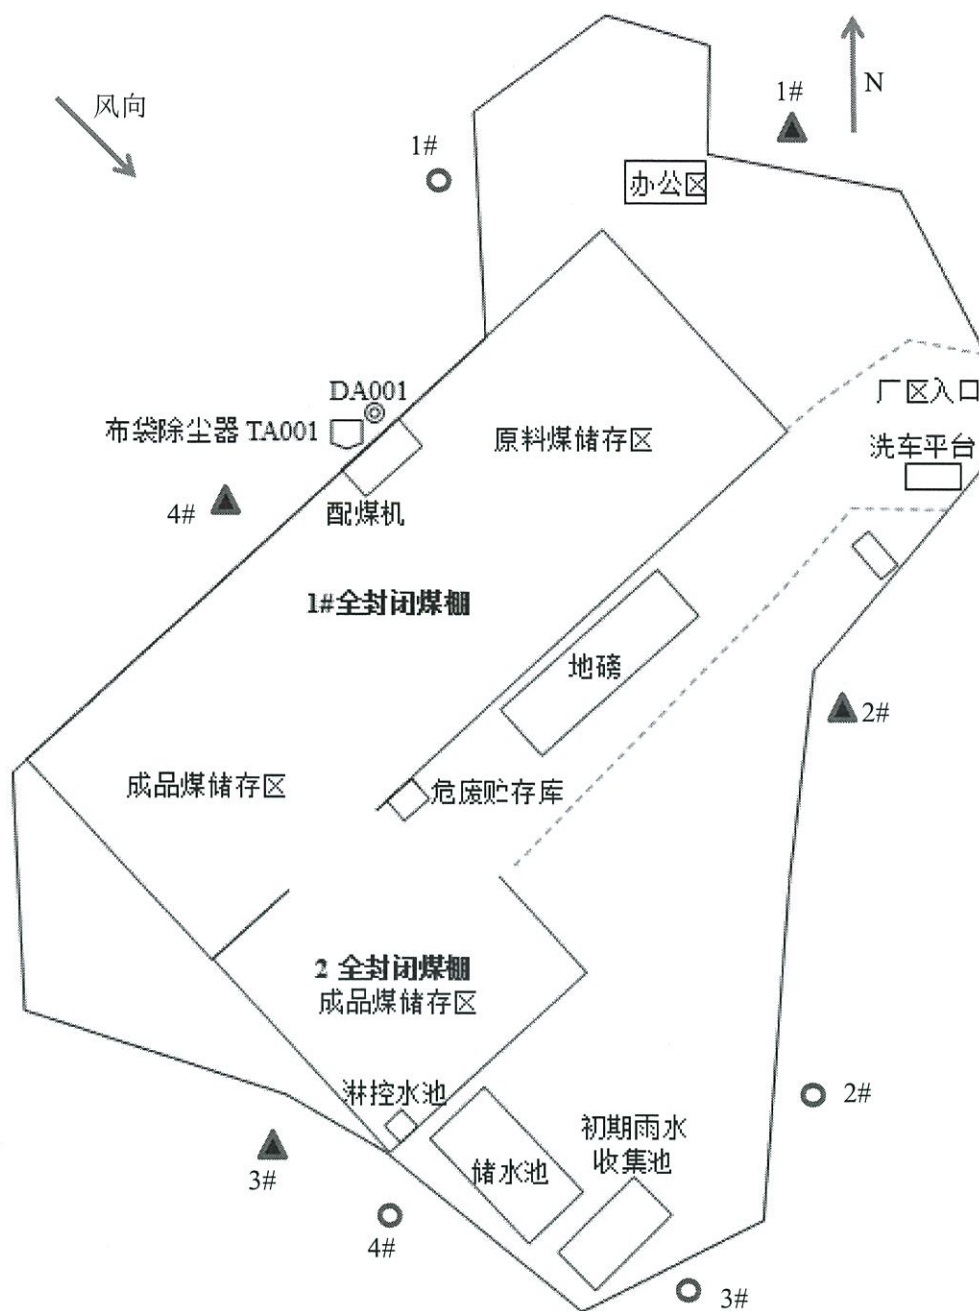 N
1#
风向
1#
办公区
DA001
厂区入口
布袋除尘器 TA001
原料煤储存区
洗车平台
4#
配煤机
1#全封闭煤棚
地磅
2#
成品煤储存区
危废贮存库
2 全封闭煤棚
成品煤储存区
淋控水池
2#
初期雨水
收集池
储水池
3#
4#
3#